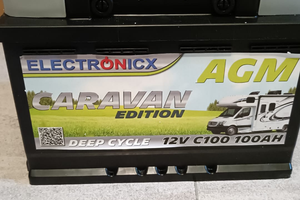 ELECTRONICX
AGM
CARAVAN
EDITION
DEEP CYCLE 12V C100 100AH